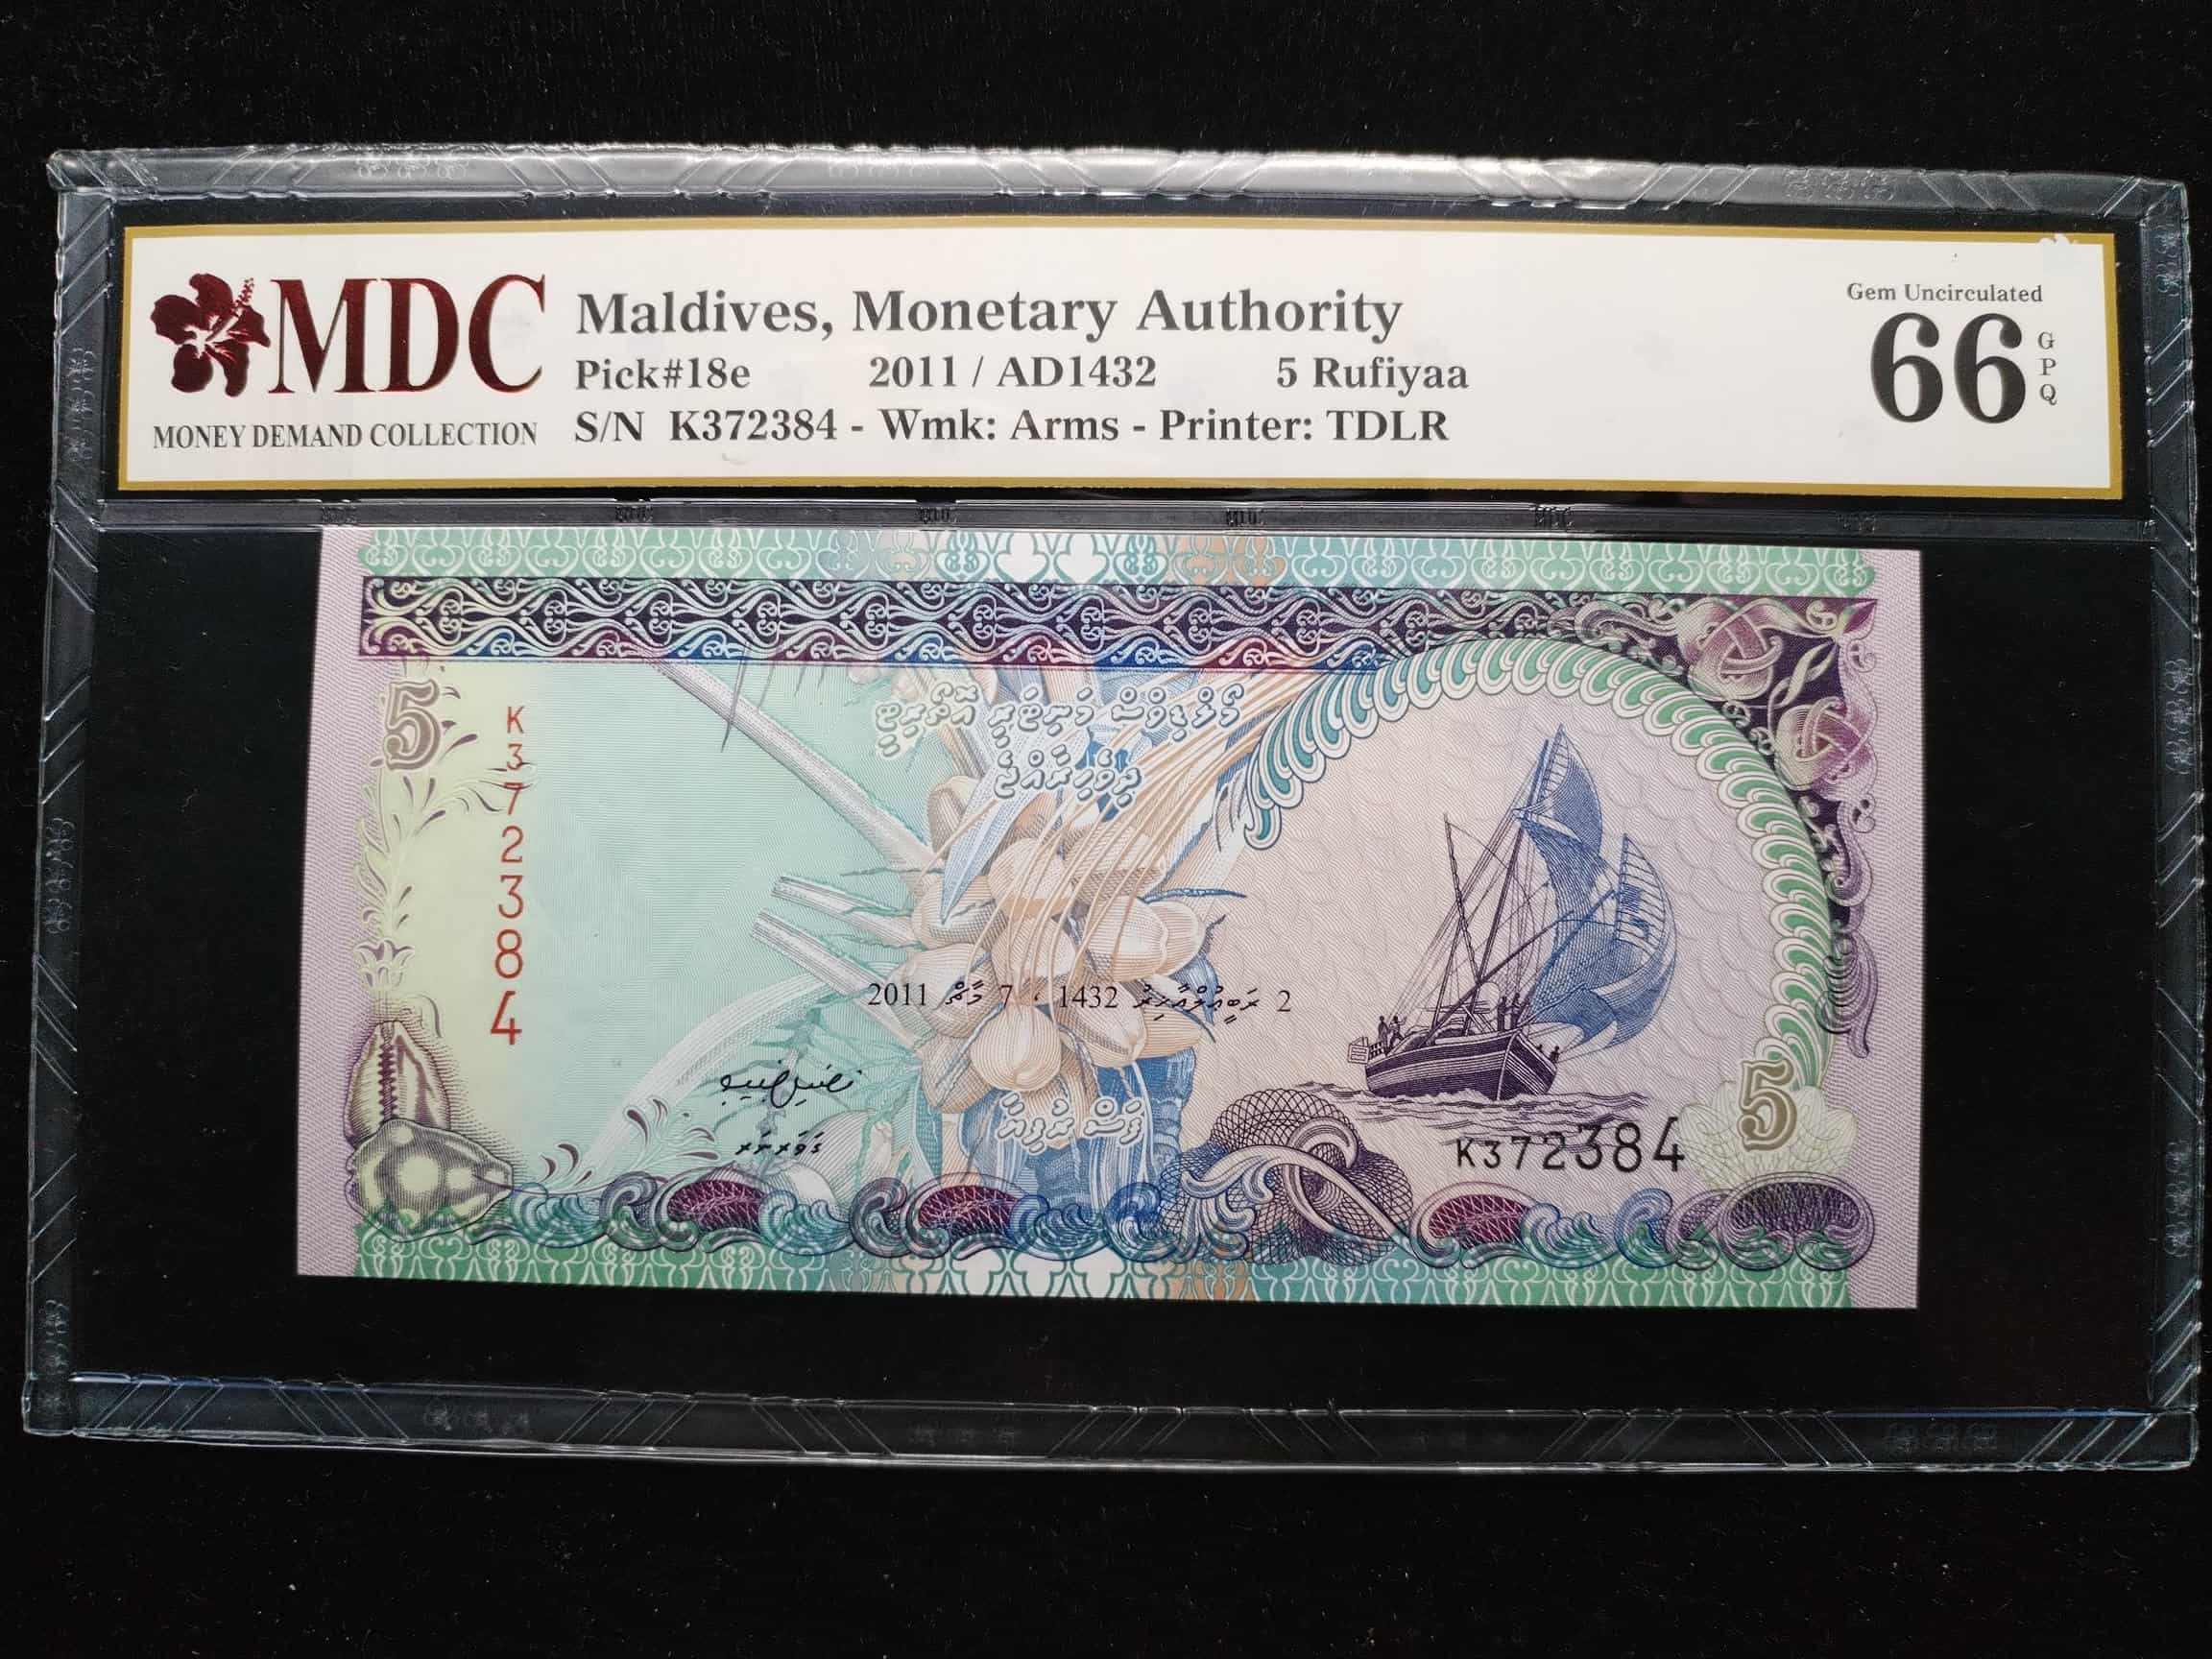 MDC
MONEY DEMAND COLLECTION
Maldives, Monetary Authority
Pick#18e 2011 / AD1432 5 Rufiyaa
S/N K372384 - Wmk: Arms - Printer: TDLR
Gem Uncirculated
66
GPQ
5
K372384
2 ރަބީޢުލްއާޚިރު 1432 ، 7 މާޗް 2011
ގަވަރނަރ
ފަސް ރުފިޔާ
K372384
5